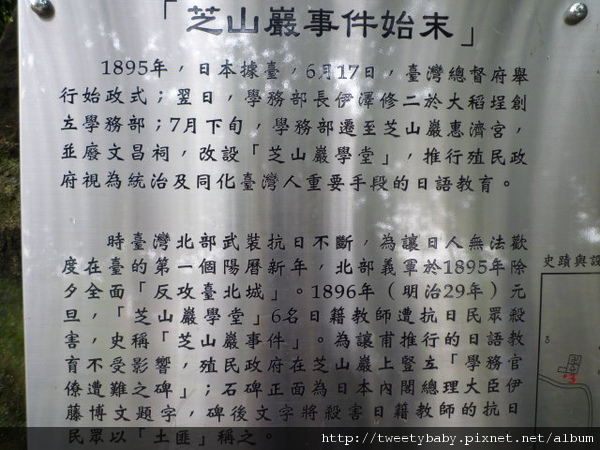 「芝山巖事件始末」
1895年，日本據臺，6月17日，臺灣總督府舉
行始政式；翌日，學務部長伊澤修二於大稻埕創
立學務部；7月下旬，學務部遷至芝山巖惠濟宮，
並廢文昌祠，改設「芝山巖學堂」，推行殖民政
府視為統治及同化臺灣人重要手段的日語教育。
時臺灣北部武裝抗日不斷，為讓日人無法歡
度在臺的第一個陽曆新年，北部義軍於1895年除
夕全面「反攻臺北城」。1896年（明治29年）元
旦，「芝山巖學堂」6名日籍教師遭抗日民眾殺
害，史稱「芝山巖事件」。為讓甫推行的日語教
育不受影響，殖民政府在芝山巖上豎立「學務官
僚遭難之碑」；石碑正面為日本內閣總理大臣伊
藤博文題字，碑後文字將殺害日籍教師的抗日
民眾以「土匪」稱之。
史蹟與設
3
http://tweetybaby.pixnet.net/album